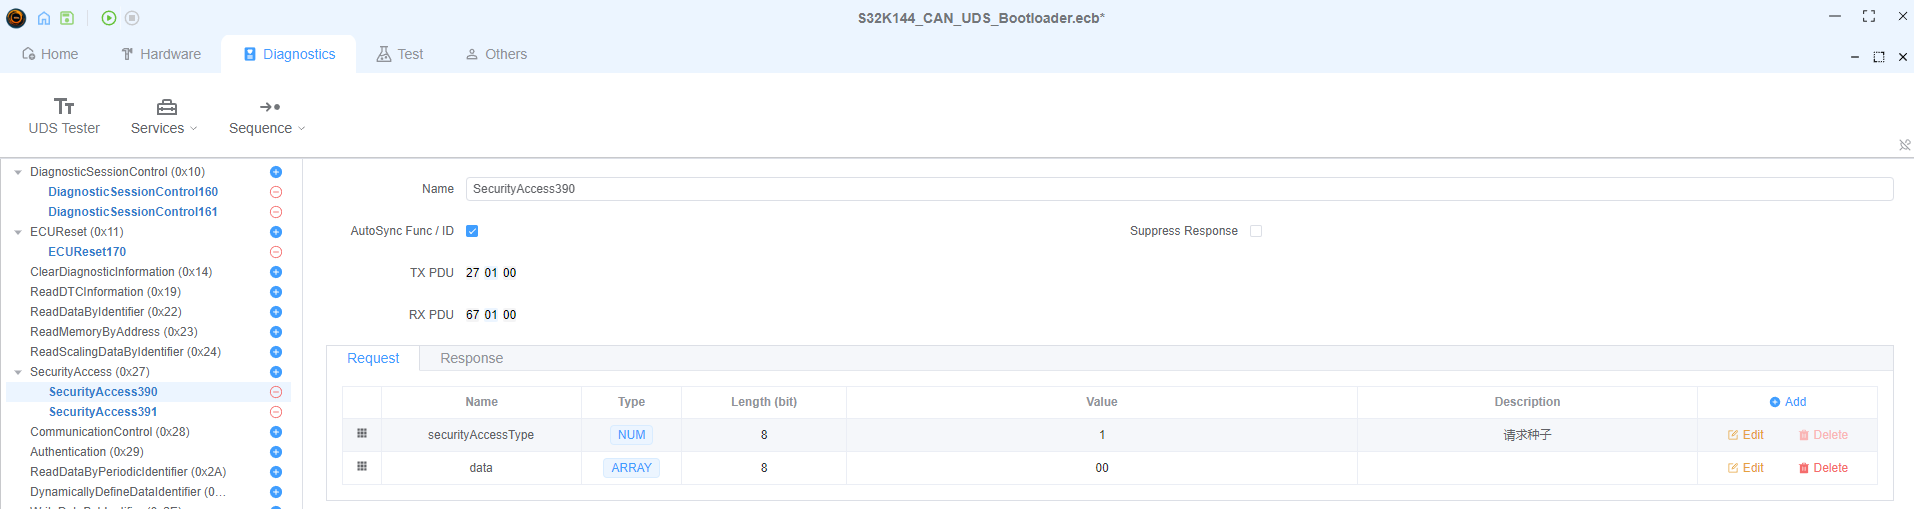 S32K144_CAN_UDS_Bootloader.ecb*
Home Hardware Diagnostics Test Others
UDS Tester Services Sequence
DiagnosticSessionControl (0x10)
DiagnosticSessionControl160
DiagnosticSessionControl161
ECUReset (0x11)
ECUReset170
ClearDiagnosticInformation (0x14)
ReadDTCInformation (0x19)
ReadDataByIdentifier (0x22)
ReadMemoryByAddress (0x23)
ReadScalingDataByIdentifier (0x24)
SecurityAccess (0x27)
SecurityAccess390
SecurityAccess391
CommunicationControl (0x28)
Authentication (0x29)
ReadDataByPeriodicIdentifier (0x2A)
DynamicallyDefineDataIdentifier (0...
Name SecurityAccess390
AutoSync Func / ID Suppress Response
TX PDU 27 01 00
RX PDU 67 01 00
Request Response
Name Type Length (bit) Value Description Add
securityAccessType NUM 8 1 请求种子 Edit Delete
data ARRAY 8 00 Edit Delete